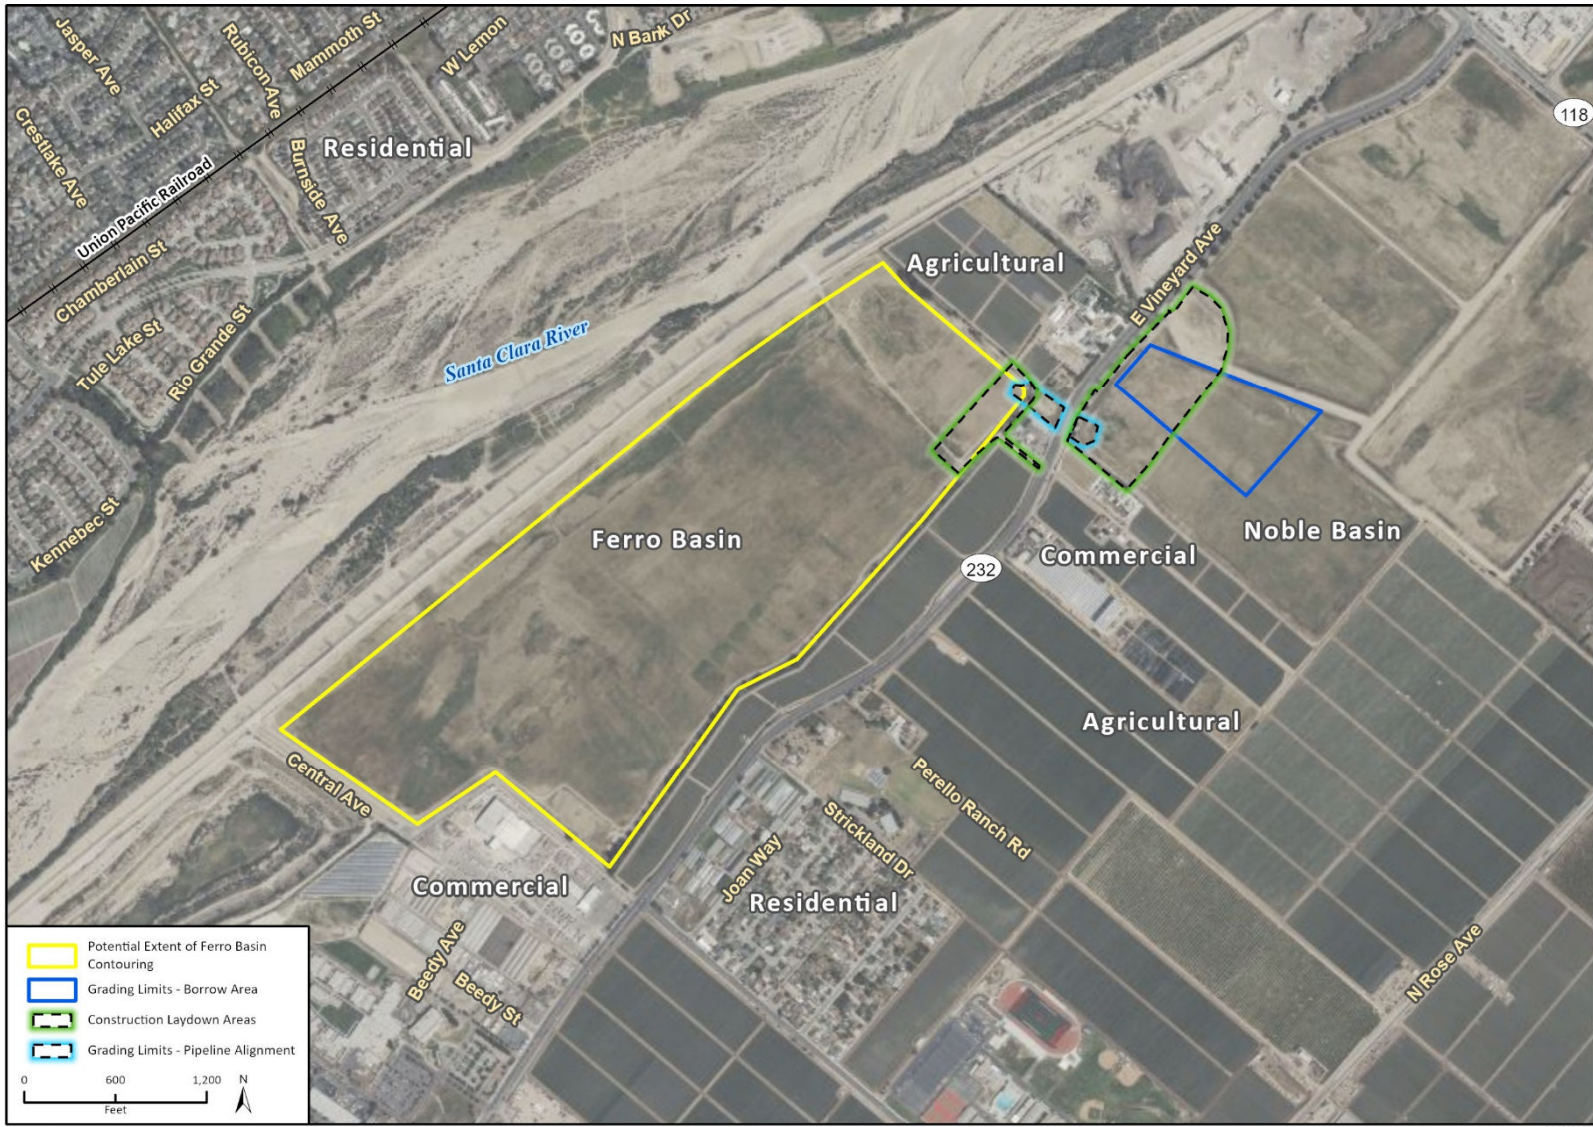 Jasper Ave
Rubicon Ave
Mammoth St
W Lemon
N Bank Dr
Halifax St
Crestlake Ave
Burnside Ave
Residential
118
Union Pacific Railroad
E Vineyard Ave
Agricultural
Chamberlain St
Tule Lake St
Rio Grande St
Santa Clara River
Kennebec St
Ferro Basin
Noble Basin
Commercial
232
Agricultural
Central Ave
Perello Ranch Rd
Strickland Dr
Joan Way
Commercial
Residential
Beedy Ave
Beedy St
N Rose Ave
Potential Extent of Ferro Basin
Contouring
Grading Limits - Borrow Area
Construction Laydown Areas
Grading Limits - Pipeline Alignment
0 600 1,200 N
Feet